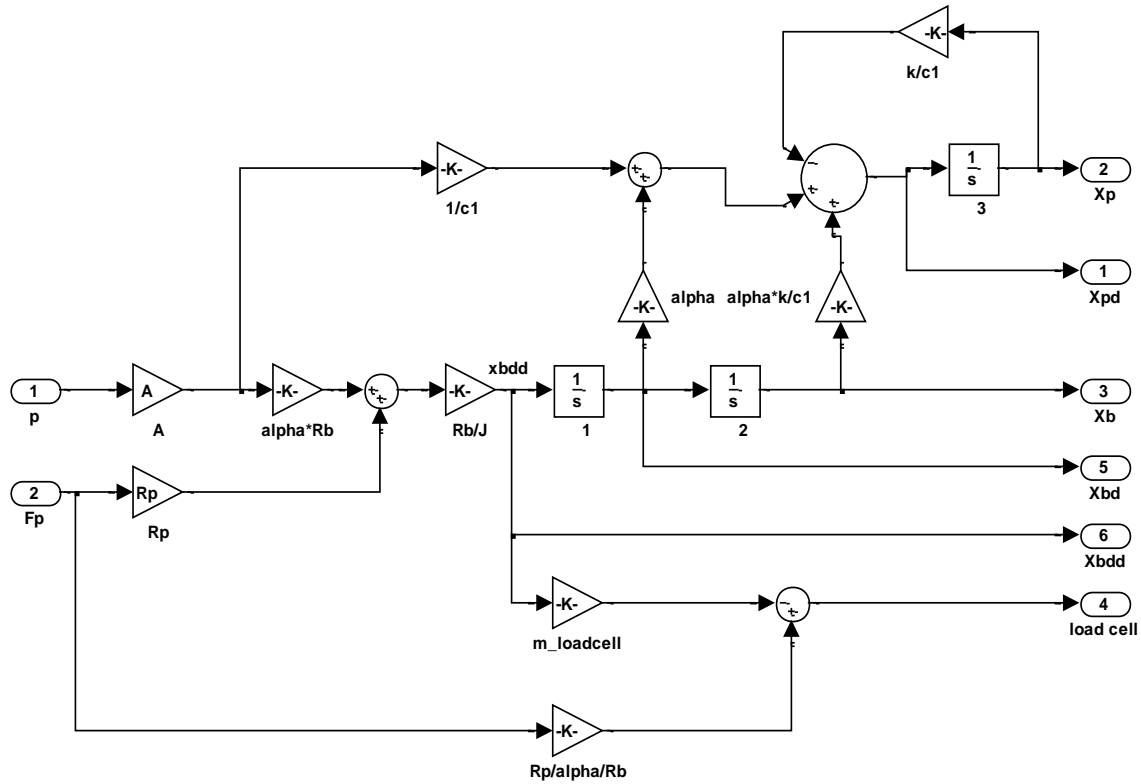 -K-
k/c1
1
s
3
2
Xp
-K-
1/c1
1
Xpd
-K-
alpha
alpha*k/c1
-K-
1
p
A
A
-K-
alpha*Rb
-K-
Rb/J
xbdd
1
s
1
1
s
2
3
Xb
5
Xbd
2
Fp
Rp
Rp
6
Xbdd
-K-
m_loadcell
4
load cell
-K-
Rp/alpha/Rb